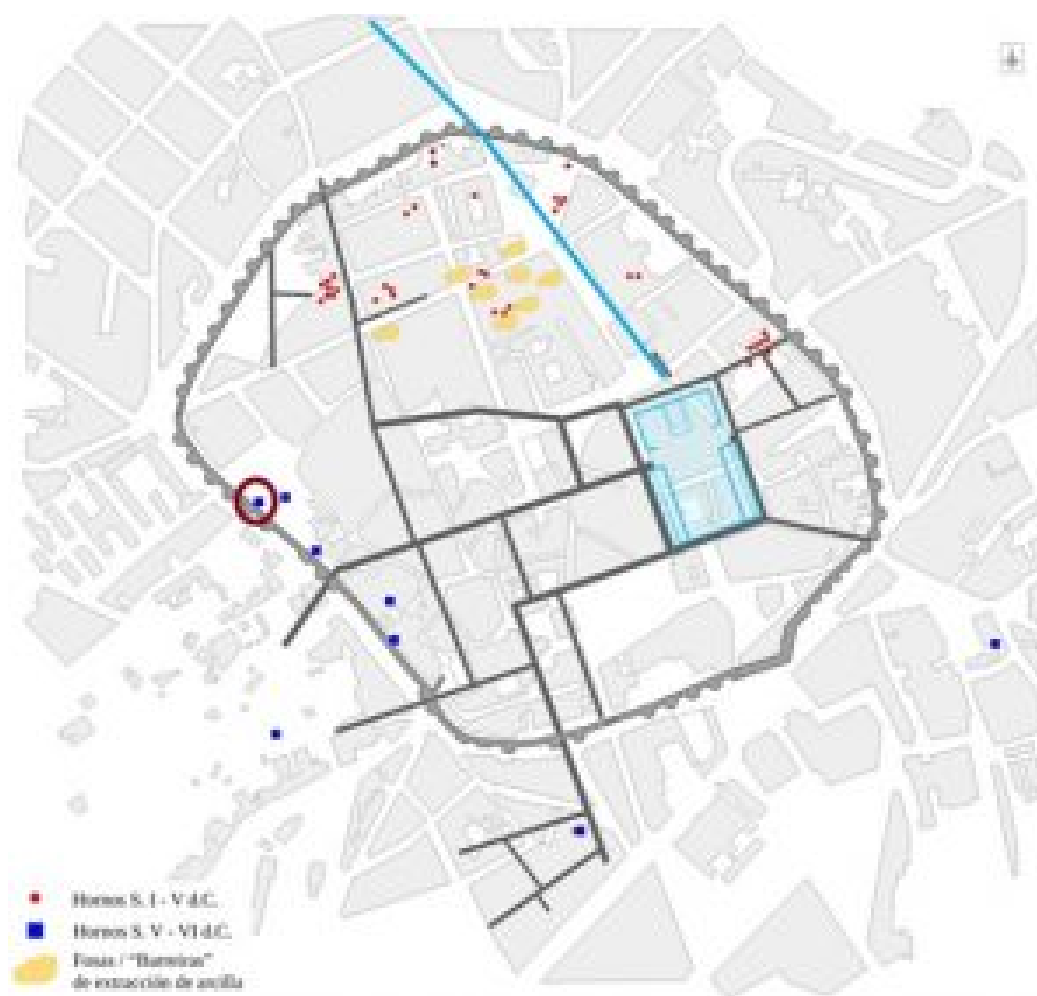 Hornos S. I - V d.C.
Hornos S. V - VI d.C.
Fosas / "Barreiras"
de extracción de arcilla